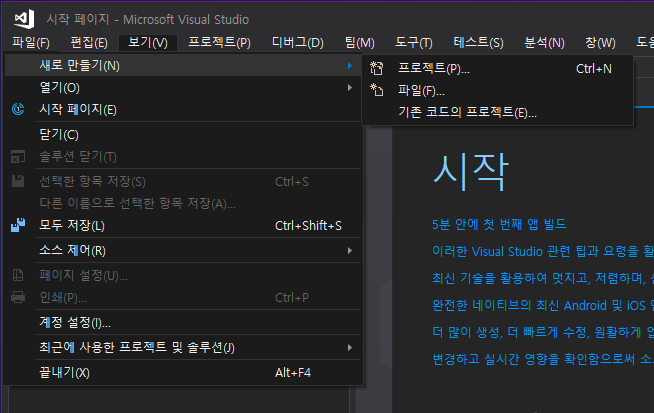 시작 페이지 - Microsoft Visual Studio
파일(F) 편집(E) 보기(V) 프로젝트(P) 디버그(D) 팀(M) 도구(T) 테스트(S) 분석(N) 창(W)
새로 만들기(N)
열기(O)
시작 페이지(E)
닫기(C)
솔루션 닫기(T)
선택한 항목 저장(S) Ctrl+S
다른 이름으로 선택한 항목 저장(A)...
모두 저장(L) Ctrl+Shift+S
소스 제어(R)
페이지 설정(U)...
인쇄(P)... Ctrl+P
계정 설정(I)...
최근에 사용한 프로젝트 및 솔루션(J)
끝내기(X) Alt+F4
프로젝트(P)... Ctrl+N
파일(F)...
기존 코드의 프로젝트(E)...
시작
5분 안에 첫 번째 앱 빌드
이러한 Visual Studio 관련 팁과 요령을
최신 기술을 활용하여 멋지고, 저렴하며,
완전한 네이티브의 최신 Android 및 iOS
더 많이 생성, 더 빠르게 수정, 원활하게
변경하고 실시간 영향을 확인함으로써